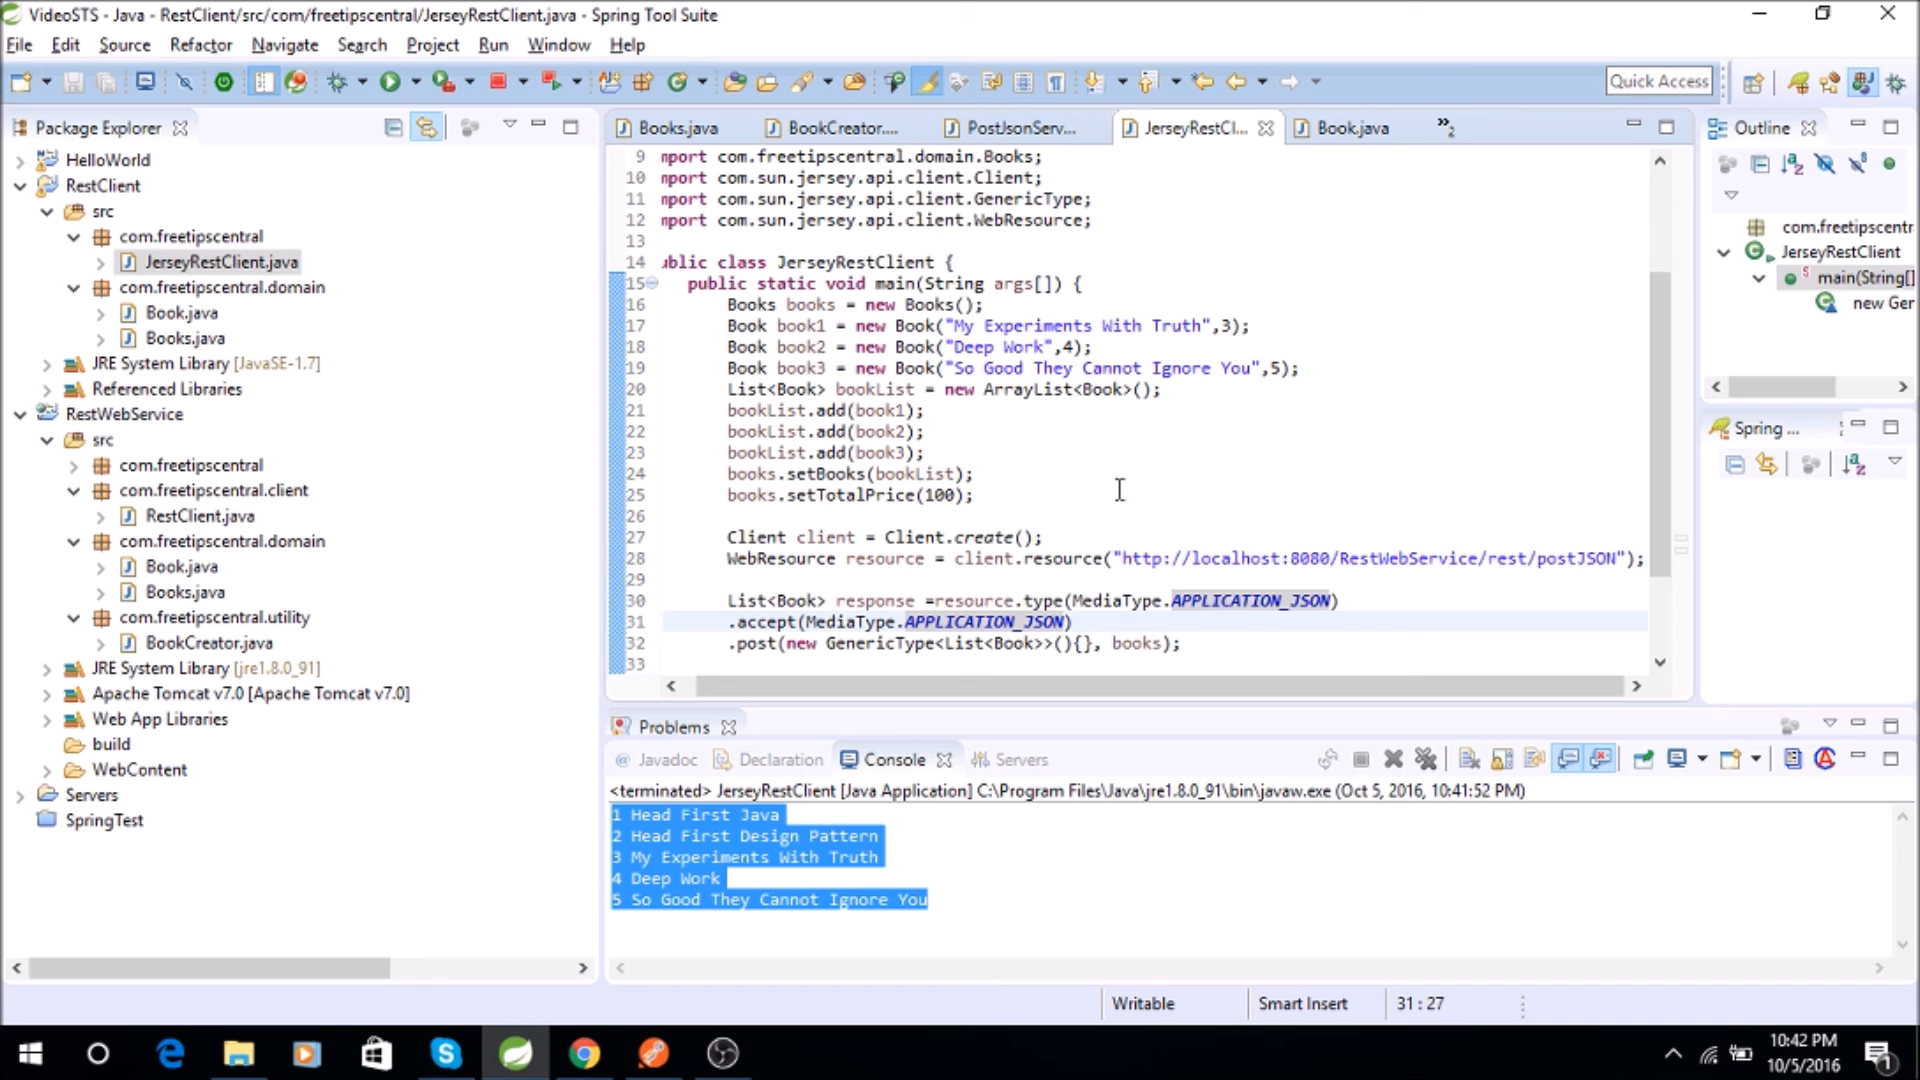 VideoSTS - Java - RestClient/src/com/freetipscentral/JerseyRestClient.java - Spring Tool Suite
File Edit Source Refactor Navigate Search Project Run Window Help
Quick Access
Package Explorer
HelloWorld
RestClient
src
com.freetipscentral
JerseyRestClient.java
com.freetipscentral.domain
Book.java
Books.java
JRE System Library [JavaSE-1.7]
Referenced Libraries
RestWebService
src
com.freetipscentral
com.freetipscentral.client
RestClient.java
com.freetipscentral.domain
Book.java
Books.java
com.freetipscentral.utility
BookCreator.java
JRE System Library [jre1.8.0_91]
Apache Tomcat v7.0 [Apache Tomcat v7.0]
Web App Libraries
build
WebContent
Servers
SpringTest
Books.java BookCreator.... PostJsonServ... JerseyRestCl... Book.java »2
9 nport com.freetipscentral.domain.Books;
10 nport com.sun.jersey.api.client.Client;
11 nport com.sun.jersey.api.client.GenericType;
12 nport com.sun.jersey.api.client.WebResource;
13
14 ublic class JerseyRestClient {
15 public static void main(String args[]) {
16 Books books = new Books();
17 Book book1 = new Book("My Experiments With Truth",3);
18 Book book2 = new Book("Deep Work",4);
19 Book book3 = new Book("So Good They Cannot Ignore You",5);
20 List<Book> bookList = new ArrayList<Book>();
21 bookList.add(book1);
22 bookList.add(book2);
23 bookList.add(book3);
24 books.setBooks(bookList);
25 books.setTotalPrice(100);
26
27 Client client = Client.create();
28 WebResource resource = client.resource("http://localhost:8080/RestWebService/rest/postJSON");
29
30 List<Book> response =resource.type(MediaType.APPLICATION_JSON)
31 .accept(MediaType.APPLICATION_JSON)
32 .post(new GenericType<List<Book>>(){}, books);
33
Outline
com.freetipscentr
JerseyRestClient
main(String[]
new Ger
Spring ...
Problems
Javadoc Declaration Console Servers
<terminated> JerseyRestClient [Java Application] C:\Program Files\Java\jre1.8.0_91\bin\javaw.exe (Oct 5, 2016, 10:41:52 PM)
1 Head First Java
2 Head First Design Pattern
3 My Experiments With Truth
4 Deep Work
5 So Good They Cannot Ignore You
Writable Smart Insert 31 : 27
10:42 PM
10/5/2016
1